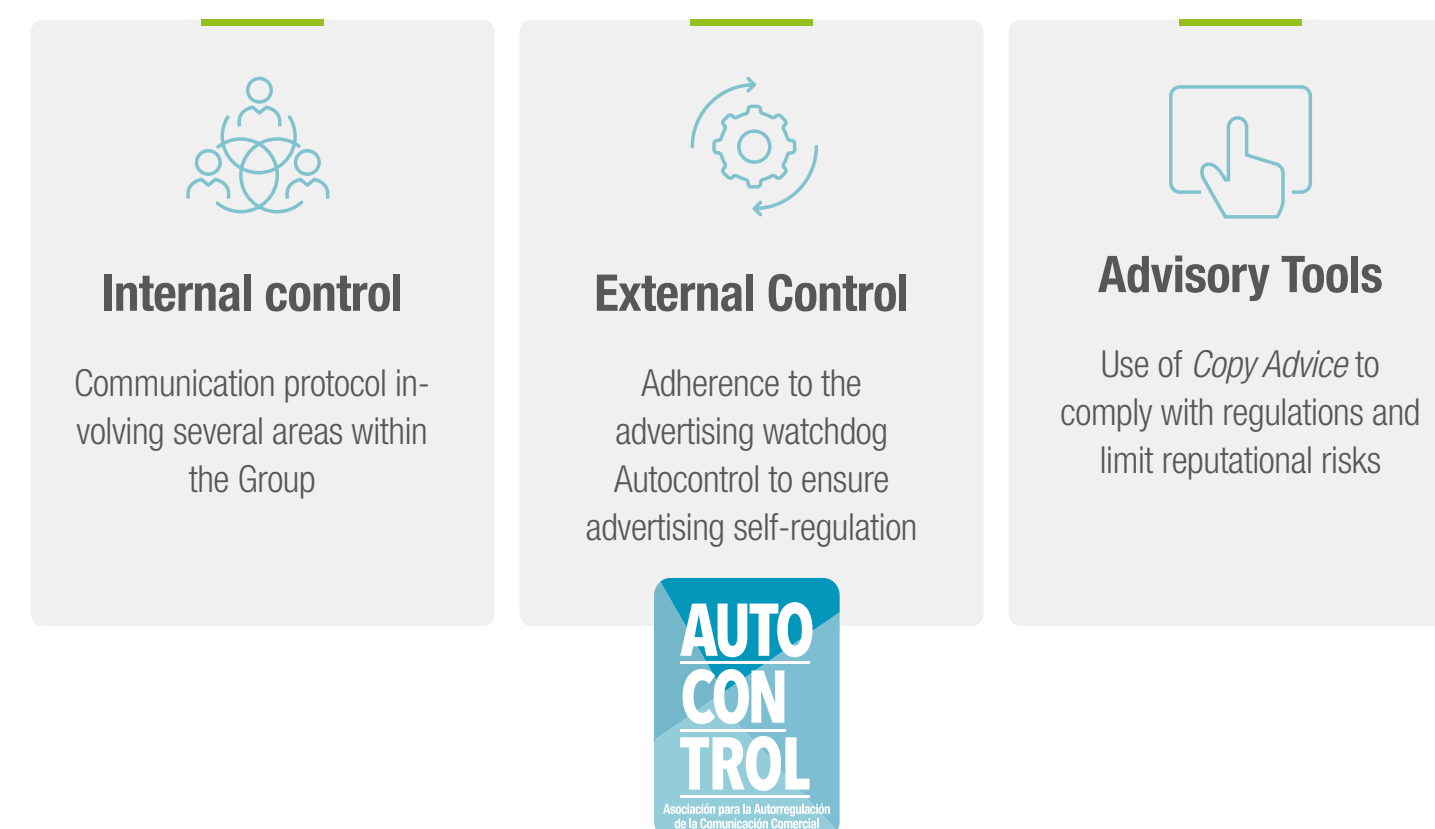 Internal control
Communication protocol in-
volving several areas within
the Group
External Control
Adherence to the
advertising watchdog
Autocontrol to ensure
advertising self-regulation
AUTO
CON
TROL
Asociación para la Autorregulación
de la Comunicación Comercial
Advisory Tools
Use of Copy Advice to
comply with regulations and
limit reputational risks